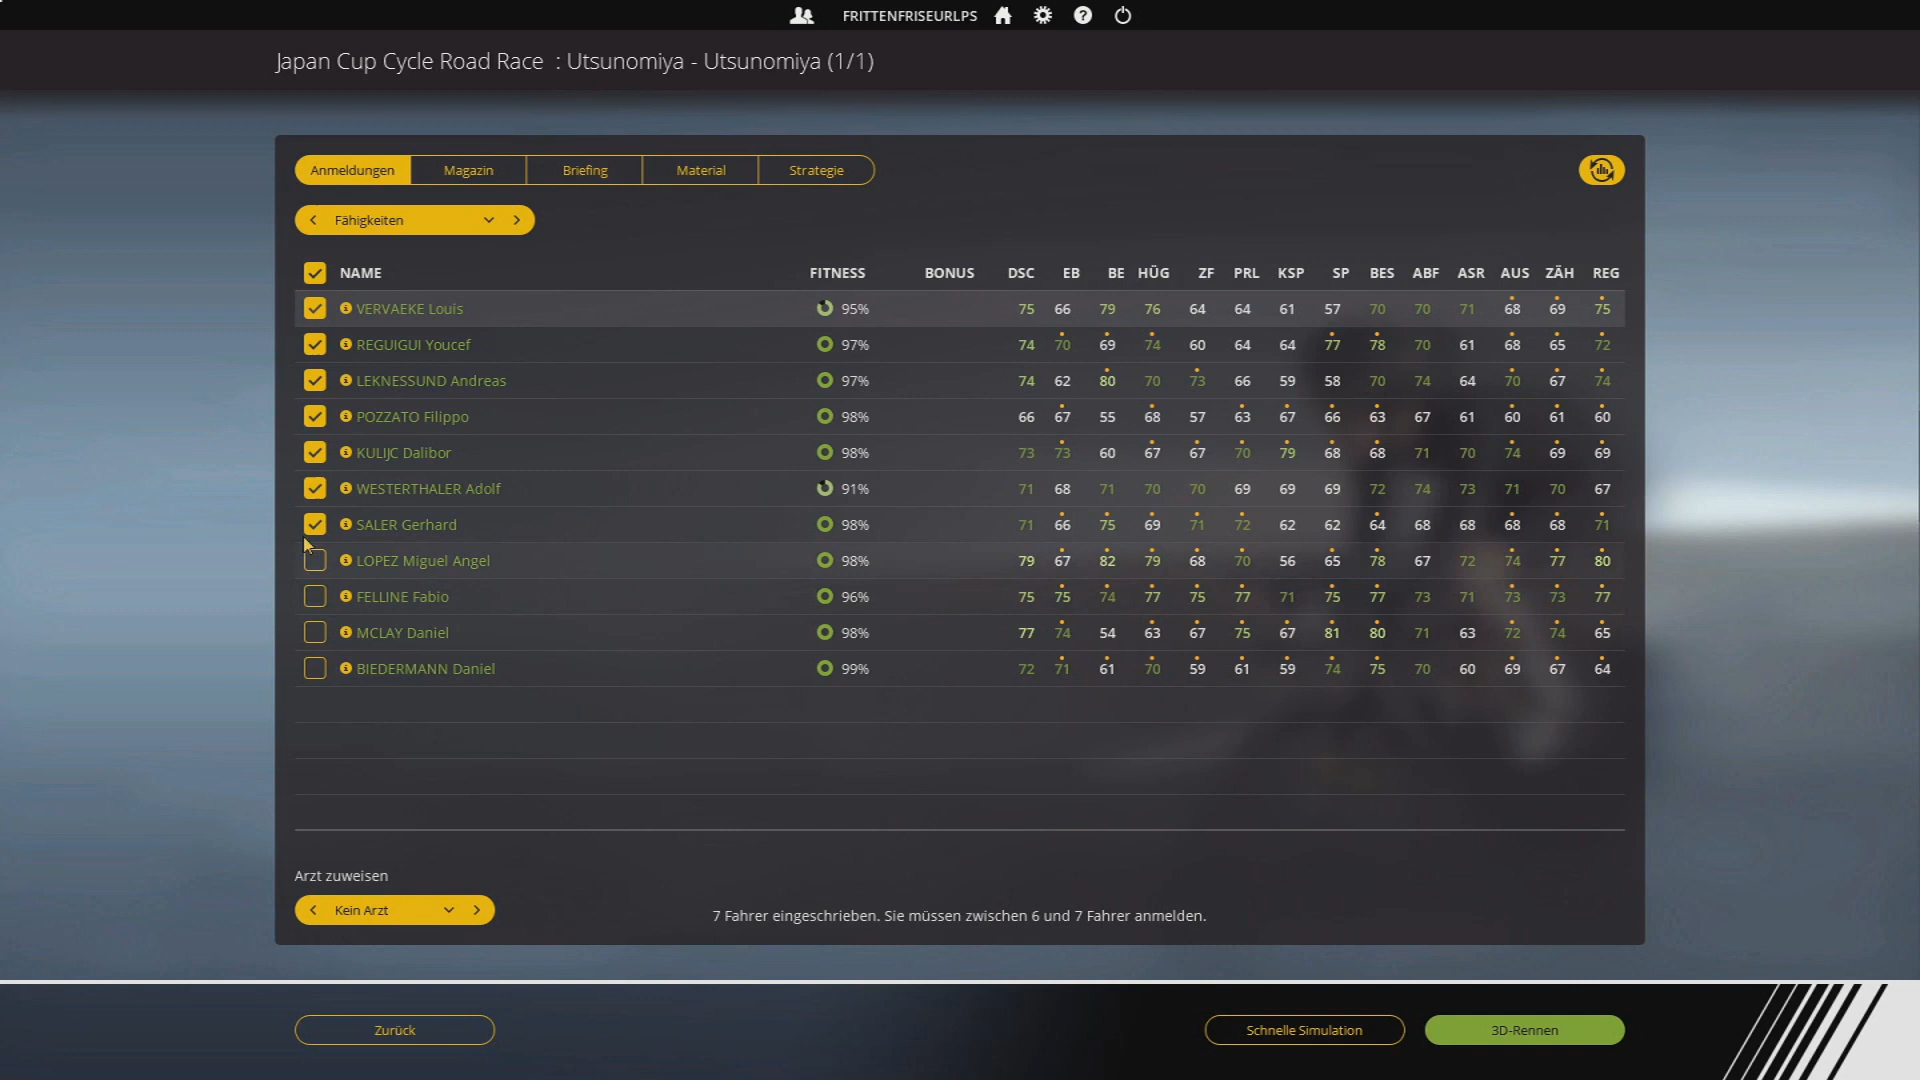 FRITTENFRISEURLPS
Japan Cup Cycle Road Race : Utsunomiya - Utsunomiya (1/1)
Anmeldungen Magazin Briefing Material Strategie
Fähigkeiten
NAME FITNESS BONUS DSC EB BE HÜG ZF PRL KSP SP BES ABF ASR AUS ZÄH REG
VERVAEKE Louis 95% 75 66 79 76 64 64 61 57 70 70 71 68 69 75
REGUIGUI Youcef 97% 74 70 69 74 60 64 64 77 78 70 61 68 65 72
LEKNESSUND Andreas 97% 74 62 80 70 73 66 59 58 70 74 64 70 67 74
POZZATO Filippo 98% 66 67 55 68 57 63 67 66 63 67 61 60 61 60
KULIJC Dalibor 98% 73 73 60 67 67 70 79 68 68 71 70 74 69 69
WESTERTHALER Adolf 91% 71 68 71 70 70 69 69 69 72 74 73 71 70 67
SALER Gerhard 98% 71 66 75 69 71 72 62 62 64 68 68 68 68 71
LOPEZ Miguel Angel 98% 79 67 82 79 68 70 56 65 78 67 72 74 77 80
FELLINE Fabio 96% 75 75 74 77 75 77 71 75 77 73 71 73 73 77
MCLAY Daniel 98% 77 74 54 63 67 75 67 81 80 71 63 72 74 65
BIEDERMANN Daniel 99% 72 71 61 70 59 61 59 74 75 70 60 69 67 64
Arzt zuweisen
Kein Arzt
7 Fahrer eingeschrieben. Sie müssen zwischen 6 und 7 Fahrer anmelden.
Zurück Schnelle Simulation 3D-Rennen